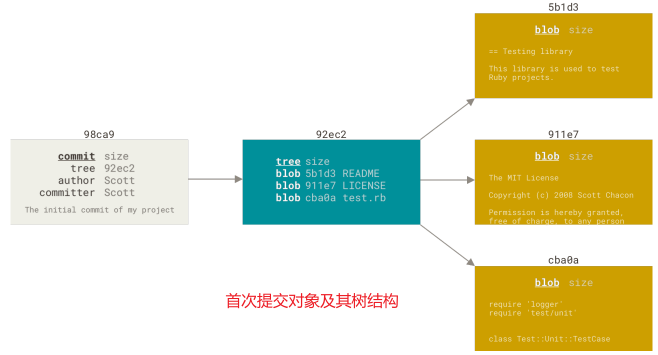 98ca9
commit size
tree 92ec2
author Scott
committer Scott
The initial commit of my project
92ec2
tree size
blob 5b1d3 README
blob 911e7 LICENSE
blob cba0a test.rb
5b1d3
blob size
== Testing library
This library is used to test
Ruby projects.
911e7
blob size
The MIT License
Copyright (c) 2008 Scott Chacon
Permission is hereby granted,
free of charge, to any person
cba0a
blob size
require 'logger'
require 'test/unit'
class Test::Unit::TestCase
首次提交对象及其树结构